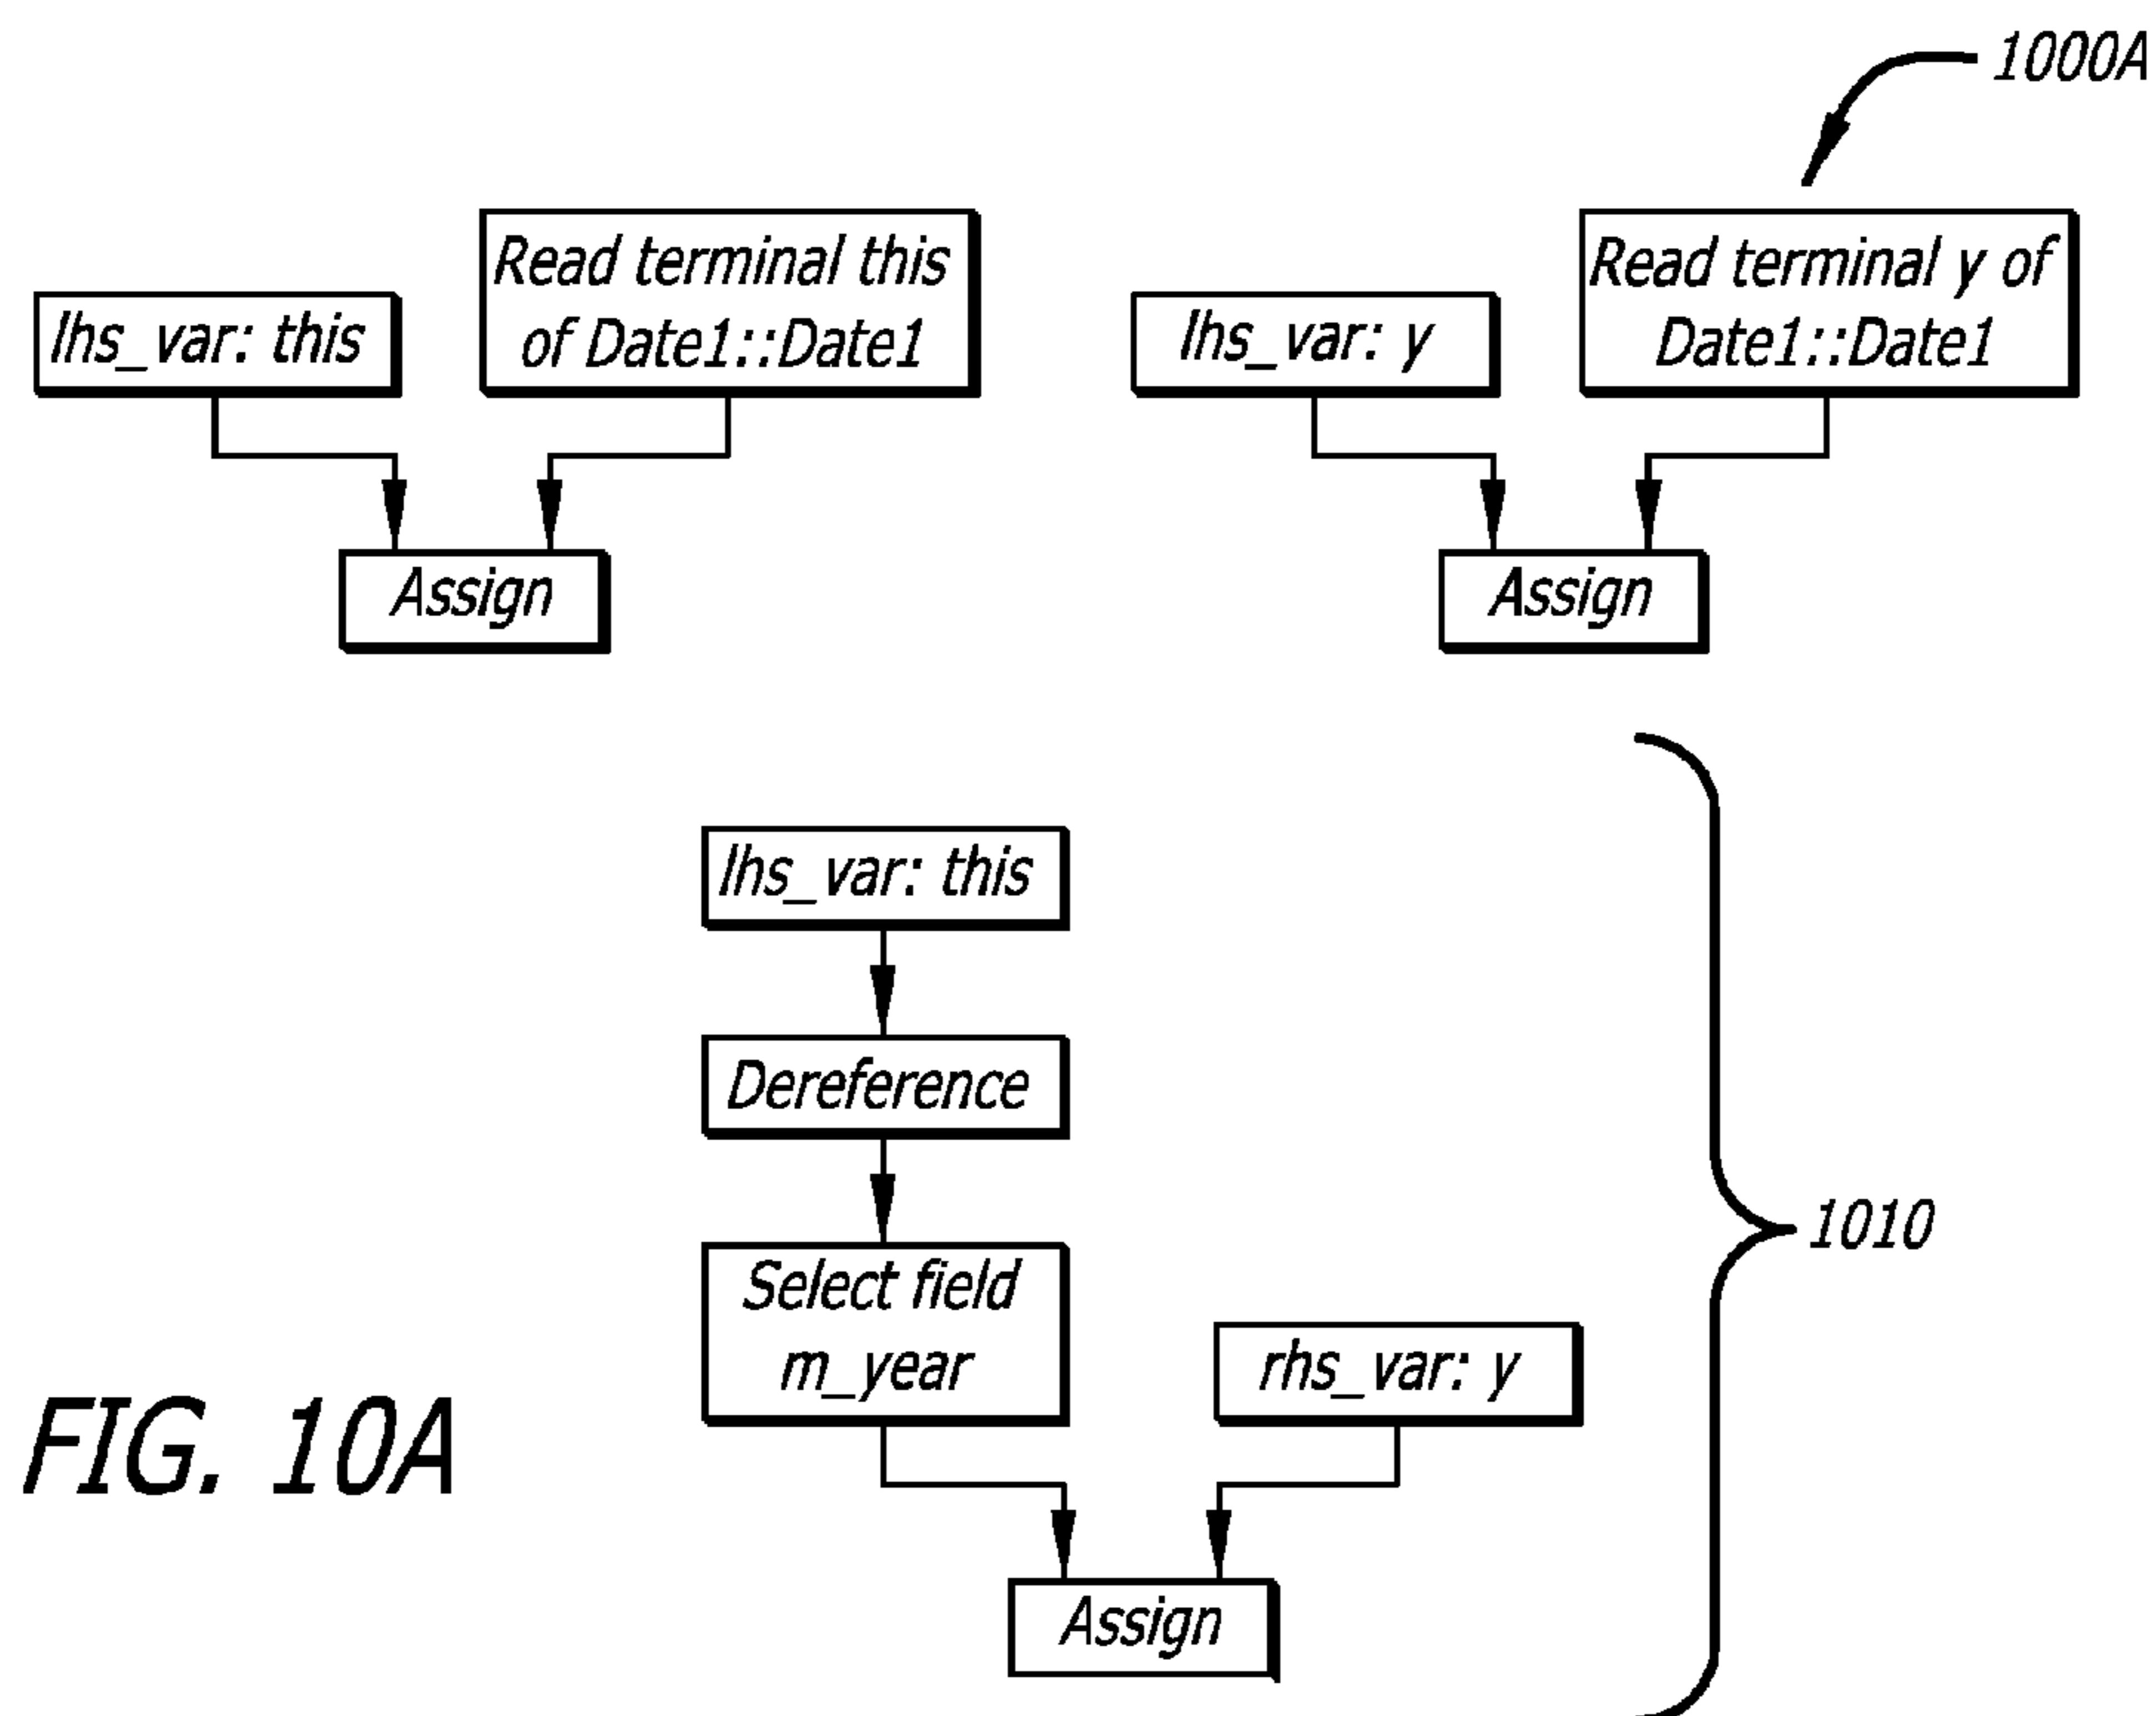 1000A
Read terminal this
of Date1::Date1
lhs_var: this
Assign
Read terminal y of
Date1::Date1
lhs_var: y
Assign
lhs_var: this
Dereference
Select field
m_year
rhs_var: y
Assign
1010
FIG. 10A